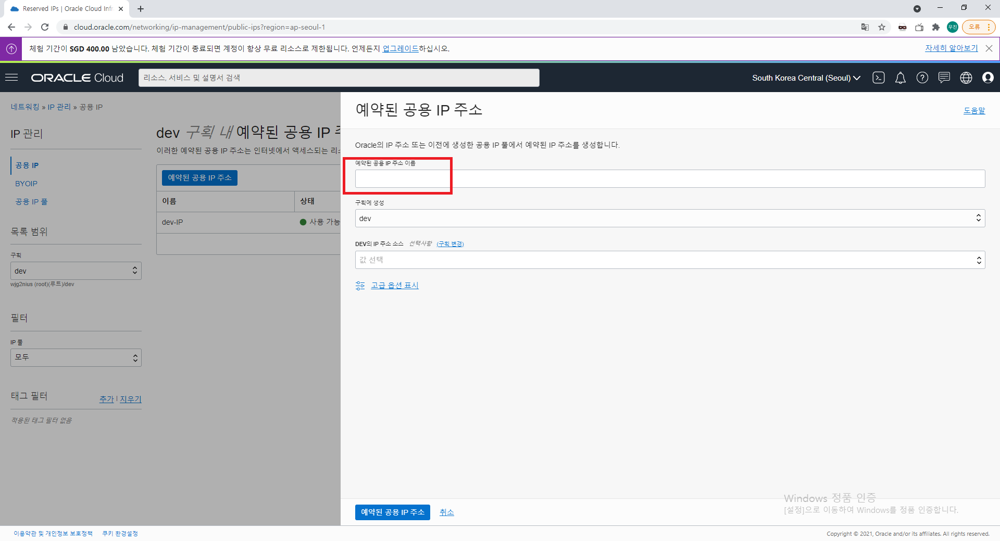 Reserved IPs | Oracle Cloud Infr
cloud.oracle.com/networking/ip-management/public-ips?region=ap-seoul-1
우진
오류
체험 기간이 SGD 400.00 남았습니다. 체험 기간이 종료되면 계정이 항상 무료 리소스로 제한됩니다. 언제든지 업그레이드하십시오.
자세히 알아보기
ORACLE Cloud
리소스, 서비스 및 설명서 검색
South Korea Central (Seoul)
네트워킹 » IP 관리 » 공용 IP
IP 관리
공용 IP
BYOIP
공용 IP 풀
목록 범위
구획
dev
wjg2nius (root)(루트)/dev
필터
IP 풀
모두
태그 필터
추가 | 지우기
적용된 태그 필터 없음
dev 구획 내 예약된 공용 IP 주
이러한 예약된 공용 IP 주소는 인터넷에서 액세스되는 리소
예약된 공용 IP 주소
이름
상태
dev-IP
사용 가능
예약된 공용 IP 주소
도움말
Oracle의 IP 주소 또는 이전에 생성한 공용 IP 풀에서 예약된 IP 주소를 생성합니다.
예약된 공용 IP 주소 이름
구획에 생성
dev
DEV의 IP 주소 소스 선택사항 (구획 변경)
값 선택
고급 옵션 표시
예약된 공용 IP 주소
취소
Windows 정품 인증
[설정]으로 이동하여 Windows를 정품 인증합니다.
이용약관 및 개인정보 보호정책
쿠키 환경설정
Copyright © 2021, Oracle and/or its affiliates. All rights reserved.